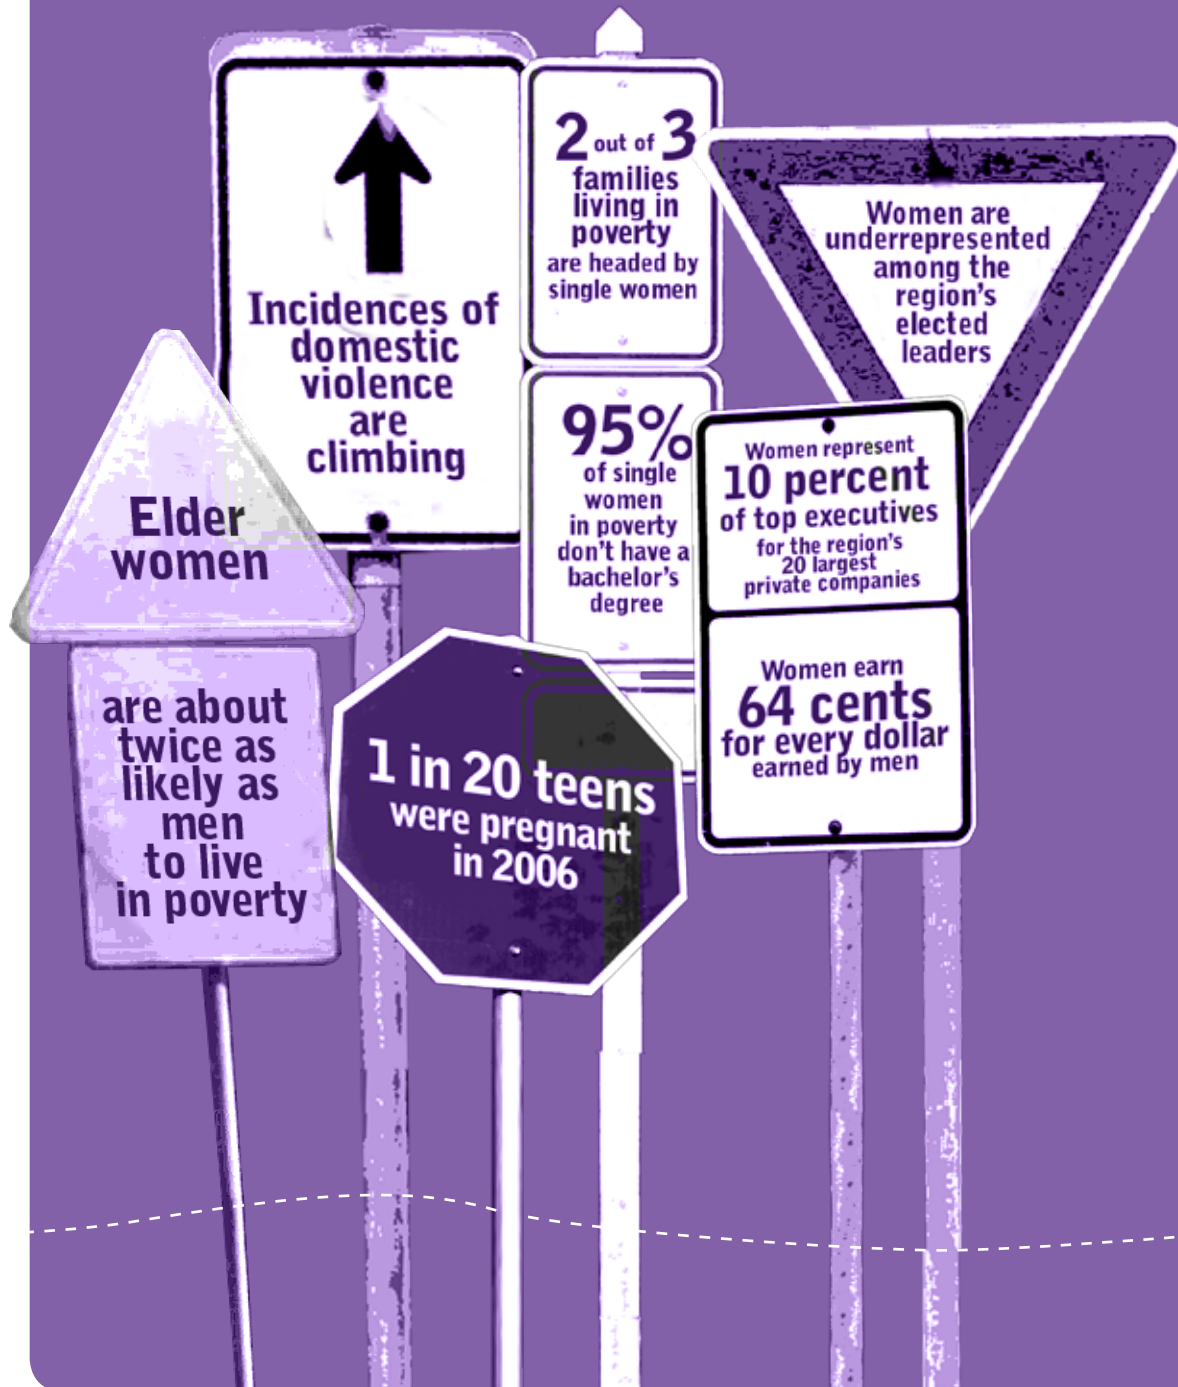 Incidences of
domestic
violence
are
climbing
2 out of 3
families
living in
poverty
are headed by
single women
Women are
underrepresented
among the
region's
elected
leaders
95%
of single
women
in poverty
don't have a
bachelor's
degree
Women represent
10 percent
of top executives
for the region's
20 largest
private companies
Women earn
64 cents
for every dollar
earned by men
Elder
women
are about
twice as
likely as
men
to live
in poverty
1 in 20 teens
were pregnant
in 2006